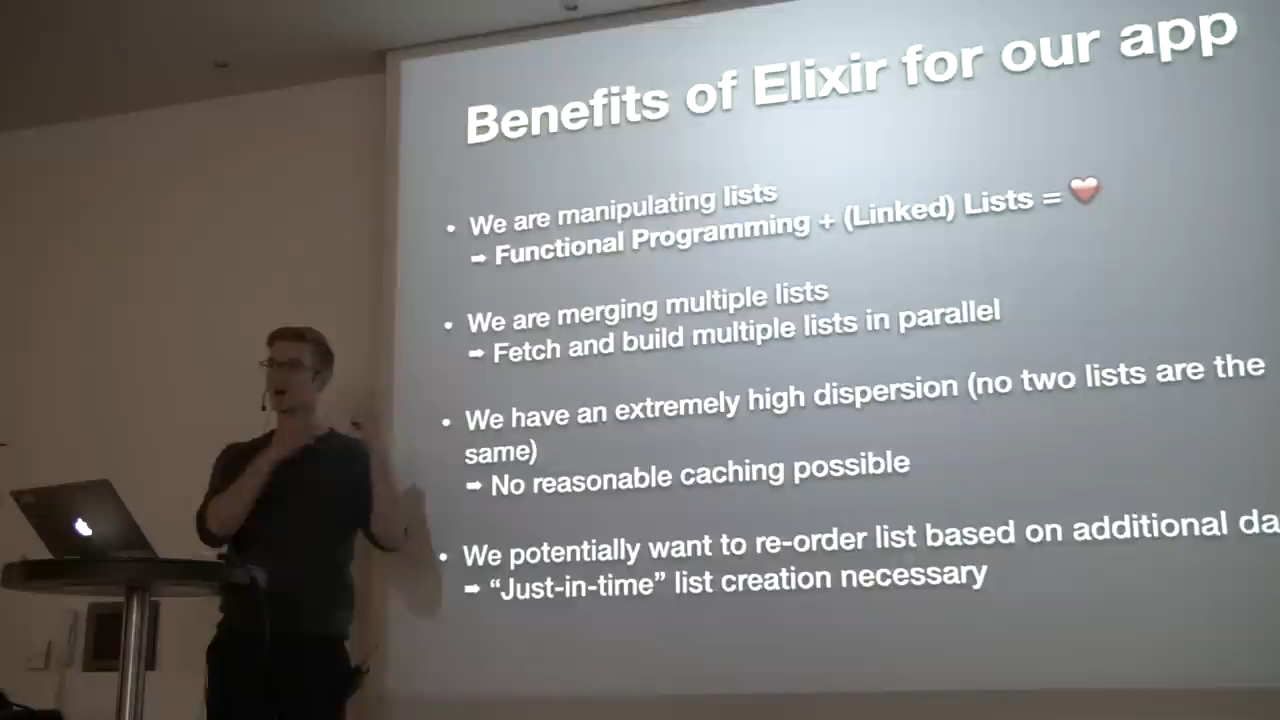 Benefits of Elixir for our app
• We are manipulating lists
➡ Functional Programming + (Linked) Lists = ❤
• We are merging multiple lists
➡ Fetch and build multiple lists in parallel
• We have an extremely high dispersion (no two lists are the
same)
➡ No reasonable caching possible
• We potentially want to re-order list based on additional da
➡ “Just-in-time” list creation necessary